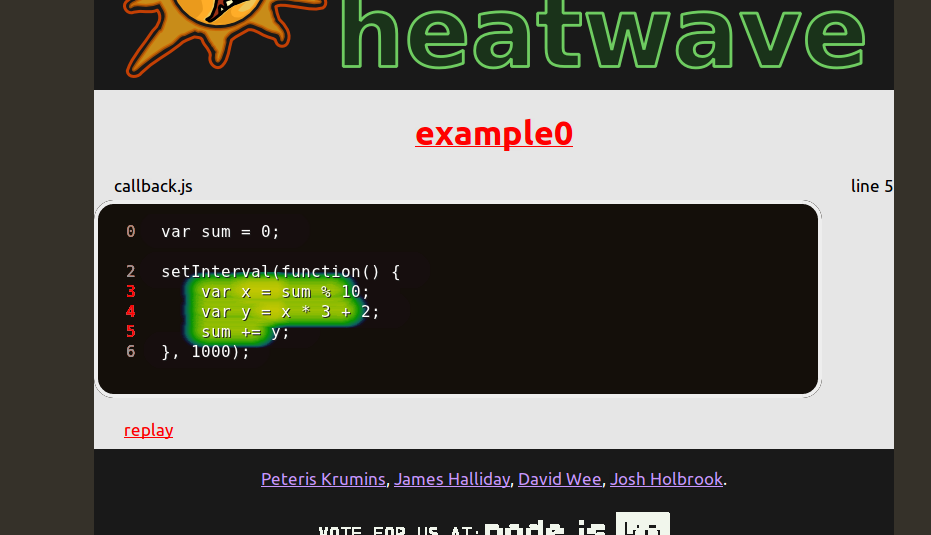 heatwave
example0
callback.js line 5
0 var sum = 0;
2 setInterval(function() {
3 var x = sum % 10;
4 var y = x * 3 + 2;
5 sum += y;
6 }, 1000);
replay
Peteris Krumins, James Halliday, David Wee, Josh Holbrook.
VOTE FOR US AT: node.js ko